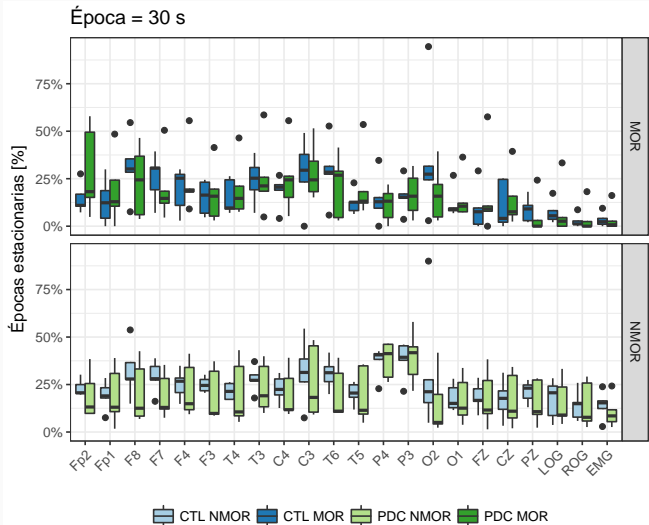 Época = 30 s
Épocas estacionarias [%]
75%
50%
25%
0%
MOR
75%
50%
25%
0%
NMOR
Fp2 Fp1 F8 F7 F4 F3 T4 T3 C4 C3 T6 T5 P4 P3 O2 O1 FZ CZ PZ LOG ROG EMG
CTL NMOR CTL MOR PDC NMOR PDC MOR